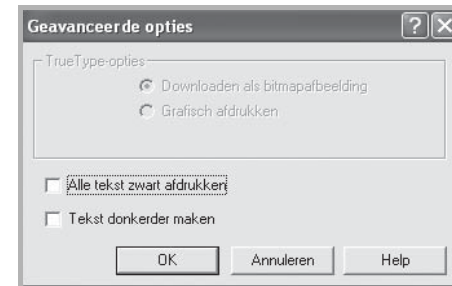 Geavanceerde opties
TrueType-opties
Downloaden als bitmapafbeelding
Grafisch afdrukken
Alle tekst zwart afdrukken
Tekst donkerder maken
OK Annuleren Help